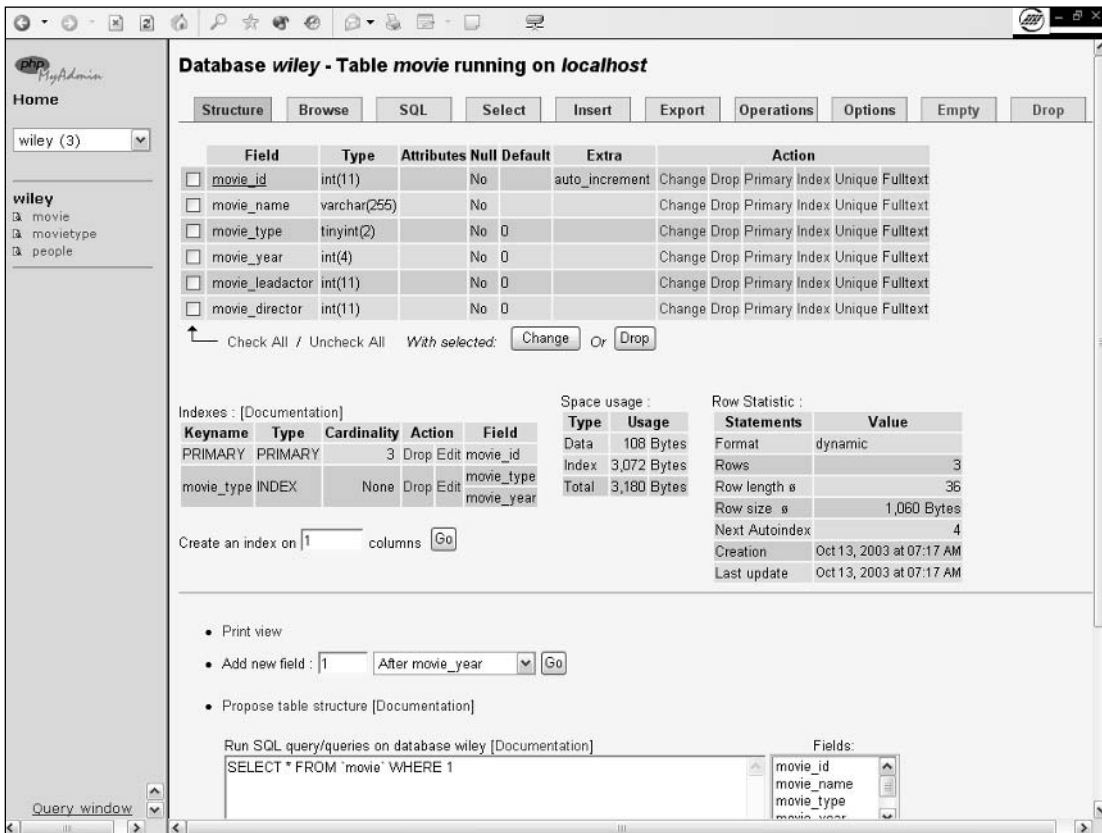 php
MyAdmin
Home
wiley (3)
wiley
movie
movietype
people
Query window
Database wiley - Table movie running on localhost
Structure Browse SQL Select Insert Export Operations Options Empty Drop
Field Type Attributes Null Default Extra Action
movie_id int(11) No auto_increment Change Drop Primary Index Unique Fulltext
movie_name varchar(255) No Change Drop Primary Index Unique Fulltext
movie_type tinyint(2) No 0 Change Drop Primary Index Unique Fulltext
movie_year int(4) No 0 Change Drop Primary Index Unique Fulltext
movie_leadactor int(11) No 0 Change Drop Primary Index Unique Fulltext
movie_director int(11) No 0 Change Drop Primary Index Unique Fulltext
Check All / Uncheck All With selected: Change Or Drop
Indexes : [Documentation]
Keyname Type Cardinality Action Field
PRIMARY PRIMARY 3 Drop Edit movie_id
movie_type INDEX None Drop Edit movie_type
movie_year
Create an index on 1 columns Go
Space usage :
Type Usage
Data 108 Bytes
Index 3,072 Bytes
Total 3,180 Bytes
Row Statistic :
Statements Value
Format dynamic
Rows 3
Row length ø 36
Row size ø 1,060 Bytes
Next Autoindex 4
Creation Oct 13, 2003 at 07:17 AM
Last update Oct 13, 2003 at 07:17 AM
Print view
Add new field : 1 After movie_year Go
Propose table structure [Documentation]
Run SQL query/queries on database wiley [Documentation]
SELECT * FROM `movie` WHERE 1
Fields:
movie_id
movie_name
movie_type
movie_year